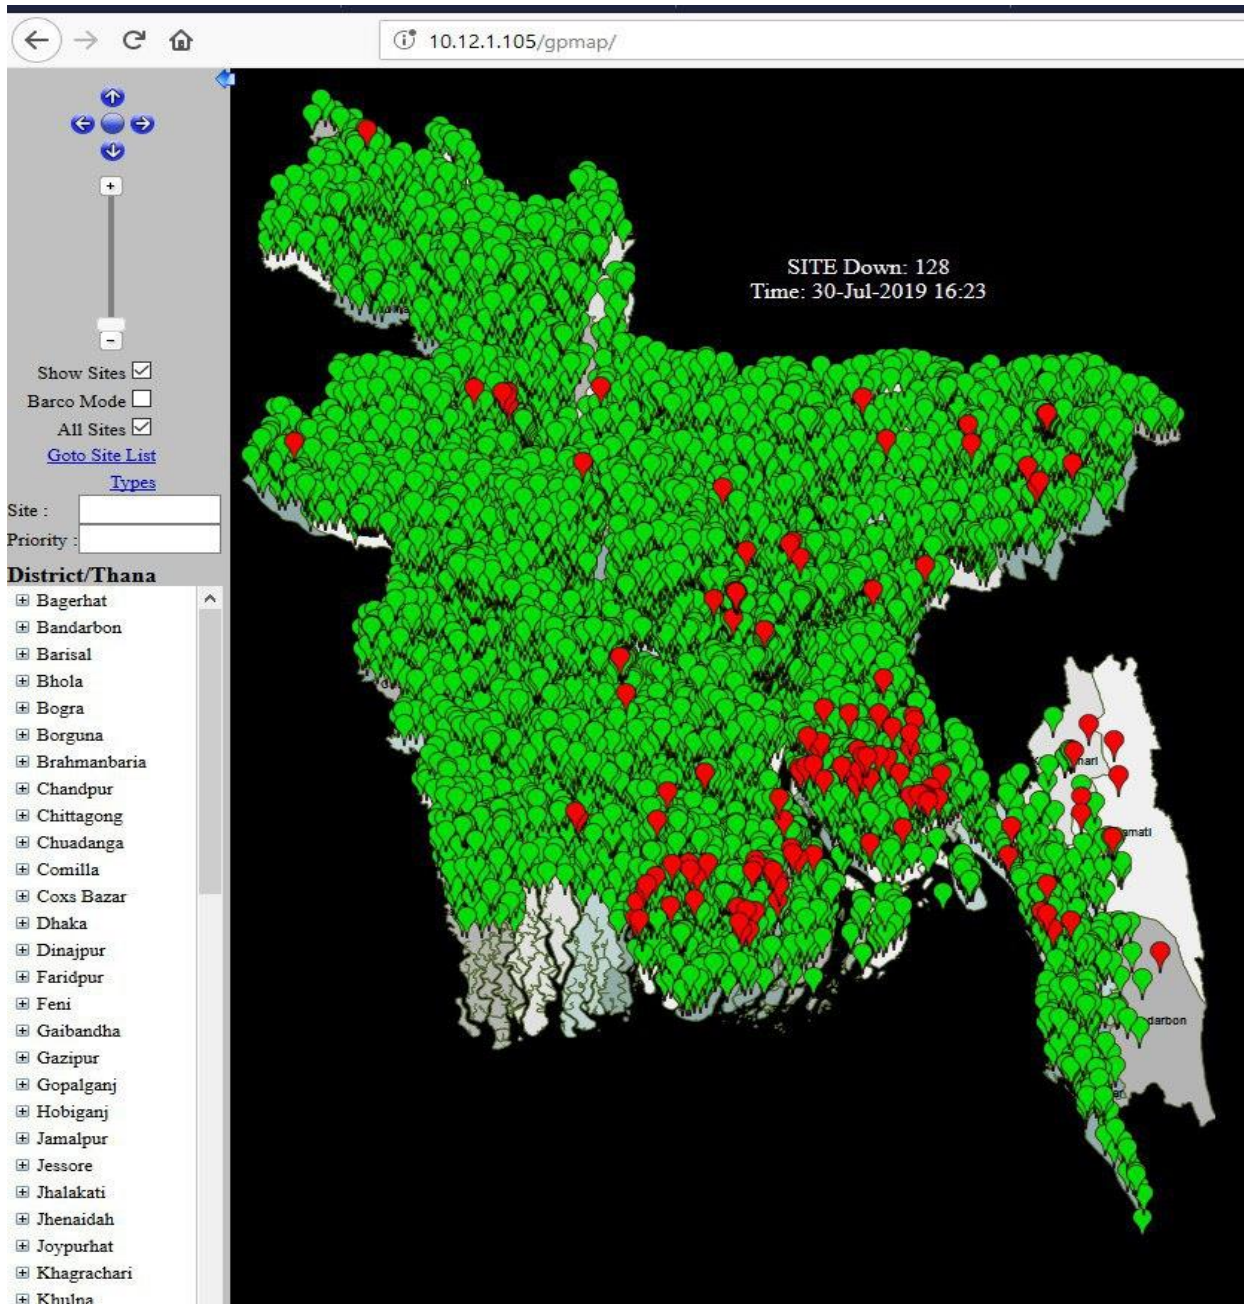 10.12.1.105/gpmap/
SITE Down: 128
Time: 30-Jul-2019 16:23
Show Sites
Barco Mode
All Sites
Goto Site List
Types
Site :
Priority :
District/Thana
Bagerhat
Bandarbon
Barisal
Bhola
Bogra
Borguna
Brahmanbaria
Chandpur
Chittagong
Chuadanga
Comilla
Coxs Bazar
Dhaka
Dinajpur
Faridpur
Feni
Gaibandha
Gazipur
Gopalganj
Hobiganj
Jamalpur
Jessore
Jhalakati
Jhenaidah
Joypurhat
Khagrachari
Khulna
amati
darbon